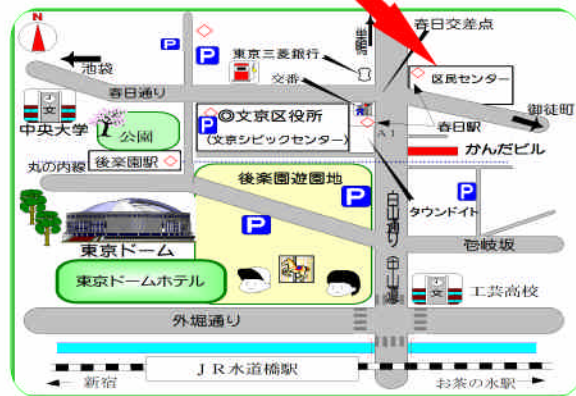 N
春日交差点
東京三菱銀行
区民センター
池袋
交番
P
P
春日通り
御徒町
文
中央大学
◎文京区役所
P
(文京シビックセンター)
A1
春日駅
公園
後楽園駅
かんだビル
丸の内線
後楽園遊園地
P
P
P
タウンドイト
白山通り
壱岐坂
東京ドーム
東京ドームホテル
文
工芸高校
外堀通り
JR水道橋駅
新宿
お茶の水駅